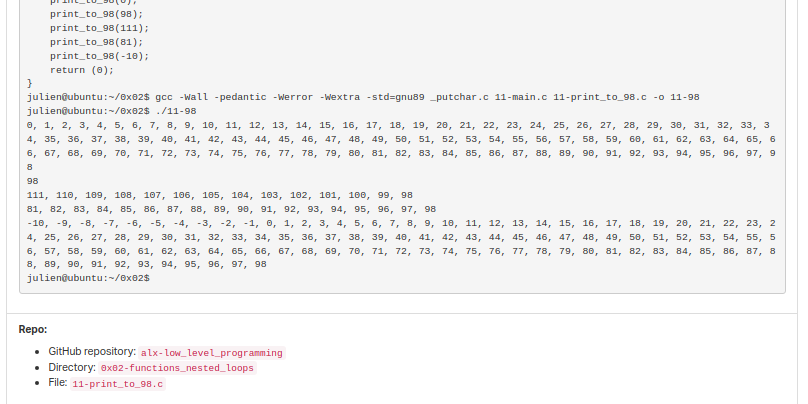 print_to_98(0);
print_to_98(98);
print_to_98(111);
print_to_98(81);
print_to_98(-10);
return (0);
}
julien@ubuntu:~/0x02$ gcc -Wall -pedantic -Werror -Wextra -std=gnu89 _putchar.c 11-main.c 11-print_to_98.c -o 11-98
julien@ubuntu:~/0x02$ ./11-98
0, 1, 2, 3, 4, 5, 6, 7, 8, 9, 10, 11, 12, 13, 14, 15, 16, 17, 18, 19, 20, 21, 22, 23, 24, 25, 26, 27, 28, 29, 30, 31, 32, 33, 3
4, 35, 36, 37, 38, 39, 40, 41, 42, 43, 44, 45, 46, 47, 48, 49, 50, 51, 52, 53, 54, 55, 56, 57, 58, 59, 60, 61, 62, 63, 64, 65, 6
6, 67, 68, 69, 70, 71, 72, 73, 74, 75, 76, 77, 78, 79, 80, 81, 82, 83, 84, 85, 86, 87, 88, 89, 90, 91, 92, 93, 94, 95, 96, 97, 9
8
98
111, 110, 109, 108, 107, 106, 105, 104, 103, 102, 101, 100, 99, 98
81, 82, 83, 84, 85, 86, 87, 88, 89, 90, 91, 92, 93, 94, 95, 96, 97, 98
-10, -9, -8, -7, -6, -5, -4, -3, -2, -1, 0, 1, 2, 3, 4, 5, 6, 7, 8, 9, 10, 11, 12, 13, 14, 15, 16, 17, 18, 19, 20, 21, 22, 23, 2
4, 25, 26, 27, 28, 29, 30, 31, 32, 33, 34, 35, 36, 37, 38, 39, 40, 41, 42, 43, 44, 45, 46, 47, 48, 49, 50, 51, 52, 53, 54, 55, 5
6, 57, 58, 59, 60, 61, 62, 63, 64, 65, 66, 67, 68, 69, 70, 71, 72, 73, 74, 75, 76, 77, 78, 79, 80, 81, 82, 83, 84, 85, 86, 87, 8
8, 89, 90, 91, 92, 93, 94, 95, 96, 97, 98
julien@ubuntu:~/0x02$
Repo:
GitHub repository: alx-low_level_programming
Directory: 0x02-functions_nested_loops
File: 11-print_to_98.c